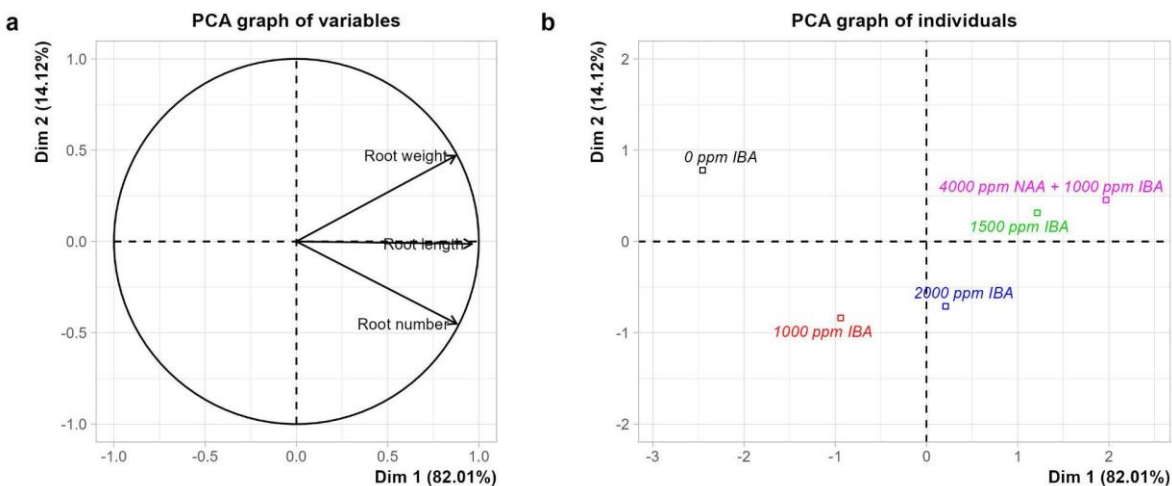 a
PCA graph of variables
Dim 2 (14.12%)
1.0
0.5
0.0
-0.5
-1.0
Root weight
Root length
Root number
-1.0 -0.5 0.0 0.5 1.0
Dim 1 (82.01%)
b
PCA graph of individuals
Dim 2 (14.12%)
2
1
0
-1
-2
0 ppm IBA
4000 ppm NAA + 1000 ppm IBA
1500 ppm IBA
2000 ppm IBA
1000 ppm IBA
-3 -2 -1 0 1 2
Dim 1 (82.01%)